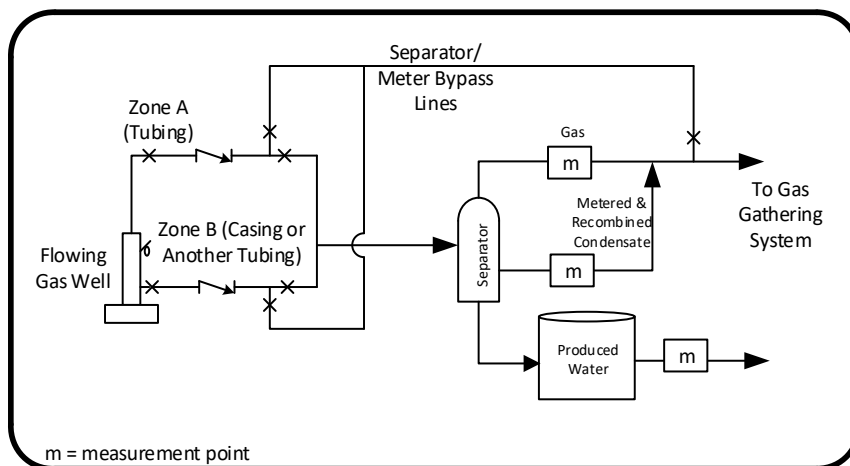 Separator/
Meter Bypass
Lines
Zone A
(Tubing)
Gas
m
To Gas
Gathering
System
Metered &
Recombined
Condensate
Zone B (Casing or
Another Tubing)
Flowing
Gas Well
Separator
m
Produced
Water
m
m = measurement point